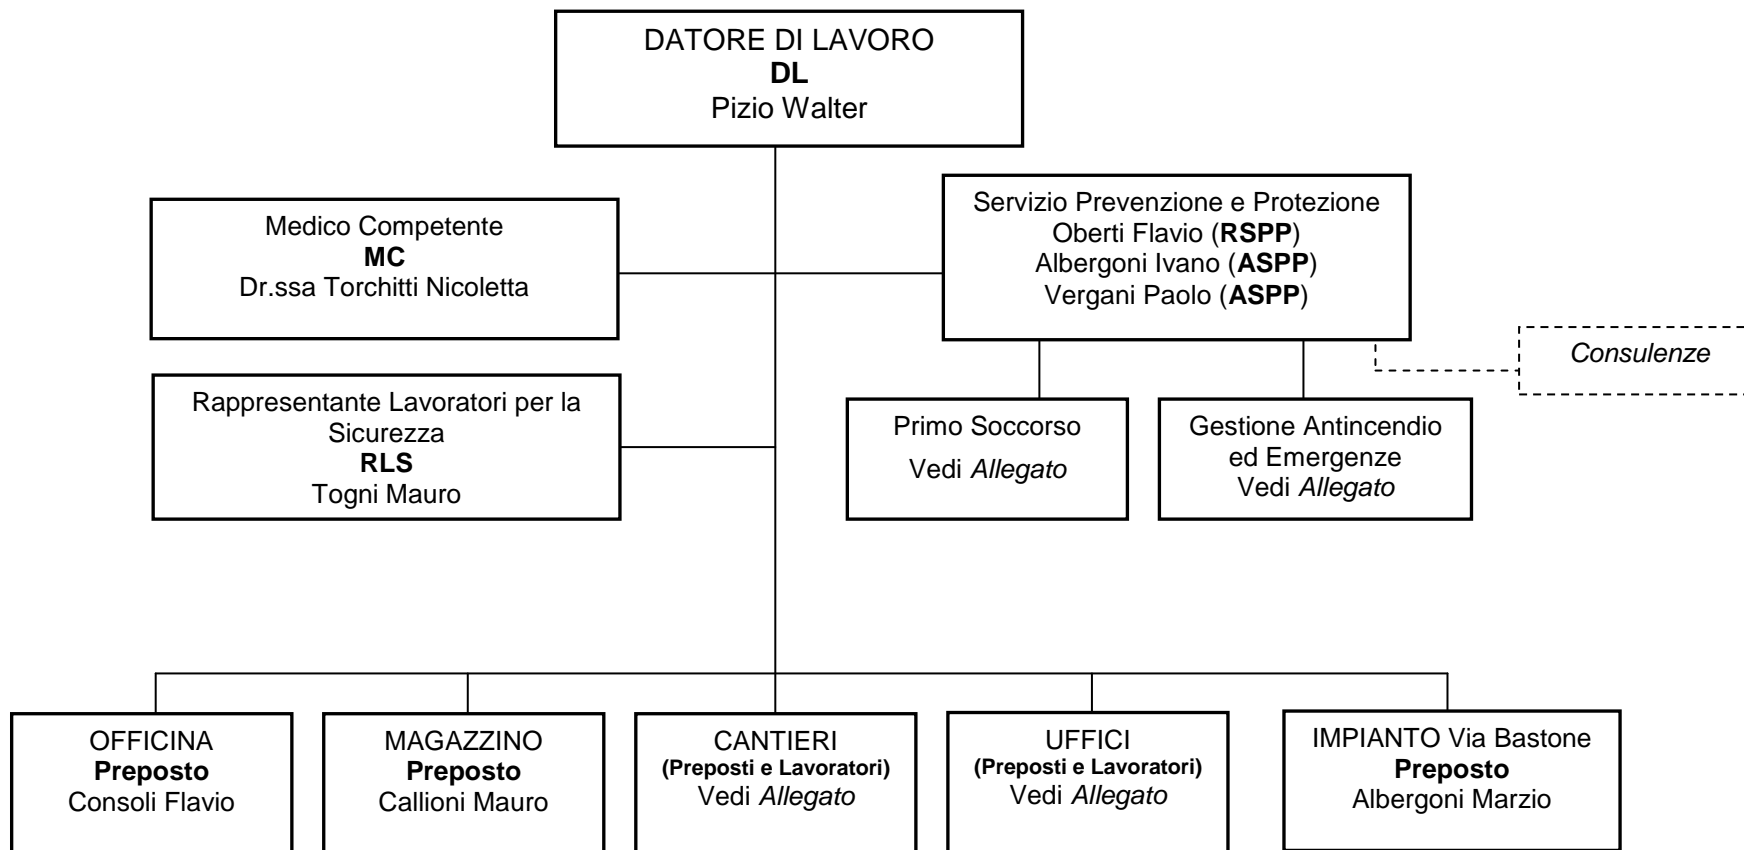 DATORE DI LAVORO
DL
Pizio Walter
Medico Competente
MC
Dr.ssa Torchitti Nicoletta
Servizio Prevenzione e Protezione
Oberti Flavio (RSPP)
Albergoni Ivano (ASPP)
Vergani Paolo (ASPP)
Consulenze
Rappresentante Lavoratori per la
Sicurezza
RLS
Togni Mauro
Primo Soccorso
Vedi Allegato
Gestione Antincendio
ed Emergenze
Vedi Allegato
OFFICINA
Preposto
Consoli Flavio
MAGAZZINO
Preposto
Callioni Mauro
CANTIERI
(Preposti e Lavoratori)
Vedi Allegato
UFFICI
(Preposti e Lavoratori)
Vedi Allegato
IMPIANTO Via Bastone
Preposto
Albergoni Marzio